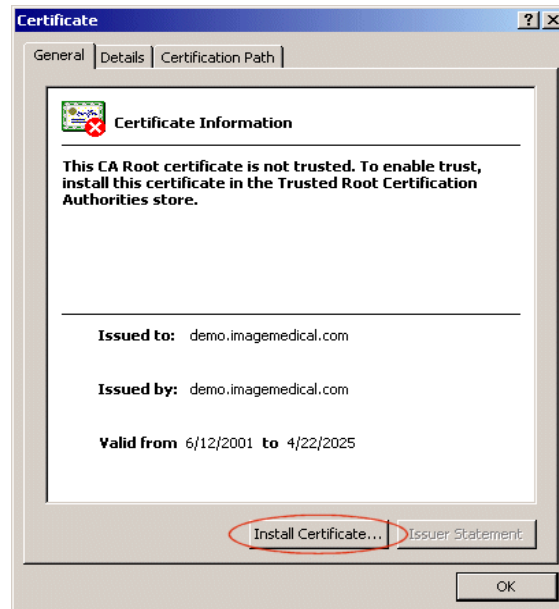 Certificate
General Details Certification Path
Certificate Information
This CA Root certificate is not trusted. To enable trust,
install this certificate in the Trusted Root Certification
Authorities store.
Issued to: demo.imagemedical.com
Issued by: demo.imagemedical.com
Valid from 6/12/2001 to 4/22/2025
Install Certificate... Issuer Statement
OK